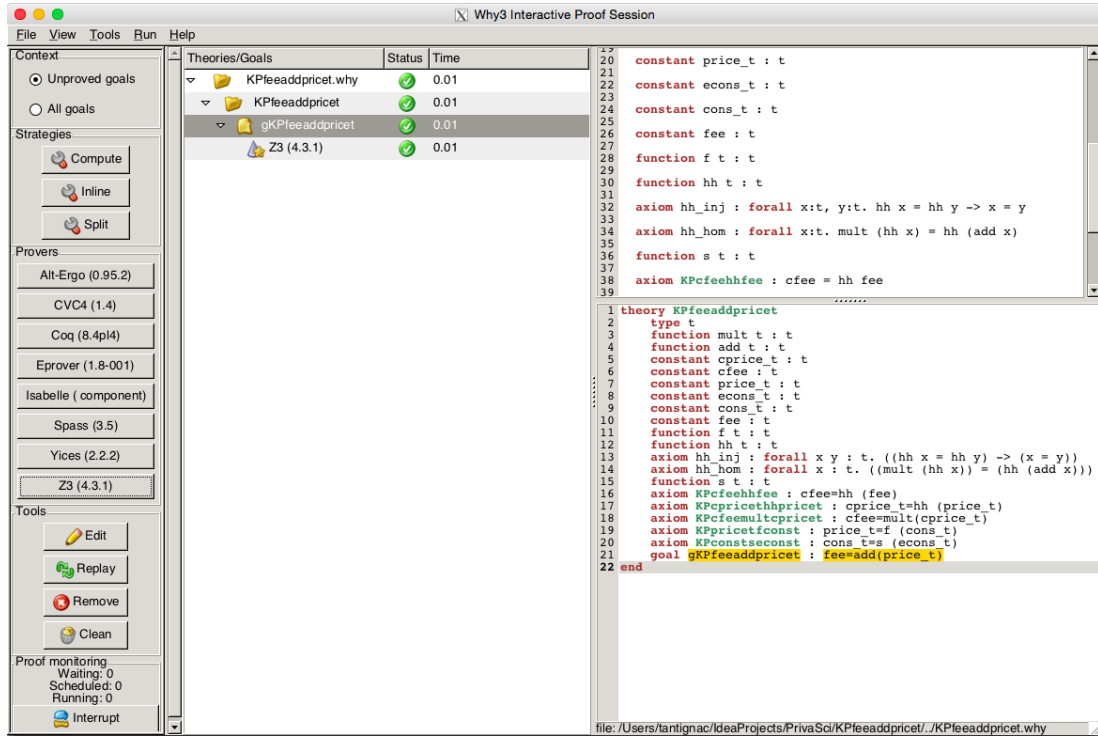 Why3 Interactive Proof Session
File View Tools Run Help
Context
Unproved goals
All goals
Strategies
Compute
Inline
Split
Provers
Alt-Ergo (0.95.2)
CVC4 (1.4)
Coq (8.4pl4)
Eprover (1.8-001)
Isabelle ( component)
Spass (3.5)
Yices (2.2.2)
Z3 (4.3.1)
Tools
Edit
Replay
Remove
Clean
Proof monitoring
Waiting: 0
Scheduled: 0
Running: 0
Interrupt
Theories/Goals Status Time
KPfeeaddpricet.why 0.01
KPfeeaddpricet 0.01
gKPfeeaddpricet 0.01
Z3 (4.3.1) 0.01
19
20 constant price_t : t
21
22 constant econs_t : t
23
24 constant cons_t : t
25
26 constant fee : t
27
28 function f t : t
29
30 function hh t : t
31
32 axiom hh_inj : forall x:t, y:t. hh x = hh y -> x = y
33
34 axiom hh_hom : forall x:t. mult (hh x) = hh (add x)
35
36 function s t : t
37
38 axiom KPcfeehhfee : cfee = hh fee
39
1 theory KPfeeaddpricet
2 type t
3 function mult t : t
4 function add t : t
5 constant cprice_t : t
6 constant cfee : t
7 constant price_t : t
8 constant econs_t : t
9 constant cons_t : t
10 constant fee : t
11 function f t : t
12 function hh t : t
13 axiom hh_inj : forall x y : t. ((hh x = hh y) -> (x = y))
14 axiom hh_hom : forall x : t. ((mult (hh x)) = (hh (add x)))
15 function s t : t
16 axiom KPcfeehhfee : cfee=hh (fee)
17 axiom KPcpricethhpricet : cprice_t=hh (price_t)
18 axiom KPcfeemultcpricet : cfee=mult(cprice_t)
19 axiom KPpricetfconst : price_t=f (cons_t)
20 axiom KPconstseconst : cons_t=s (econs_t)
21 goal gKPfeeaddpricet : fee=add(price_t)
22 end
file: /Users/tantignac/IdeaProjects/PrivaSci/KPfeeaddpricet/../KPfeeaddpricet.why